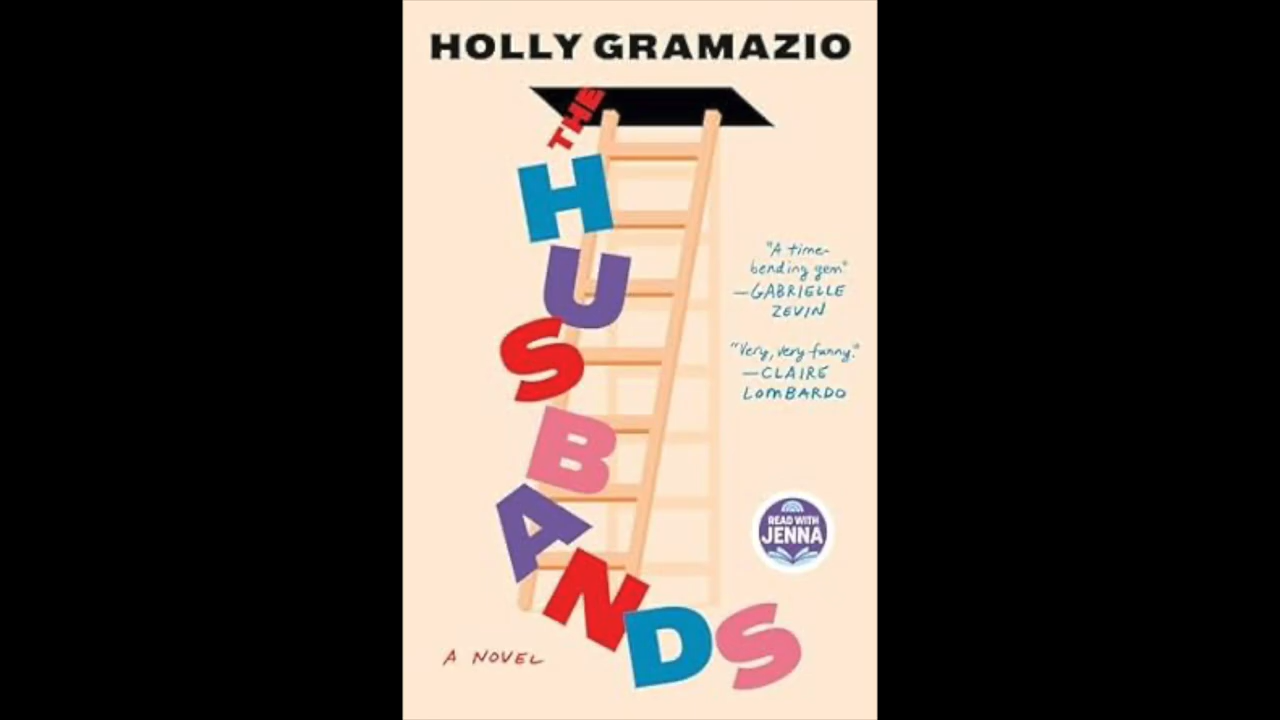 HOLLY GRAMAZIO
THE
HUSBANDS
"A time-
bending gem"
—GABRIELLE
ZEVIN
"Very, very funny."
—CLAIRE
LOMBARDO
READ WITH
JENNA
A NOVEL